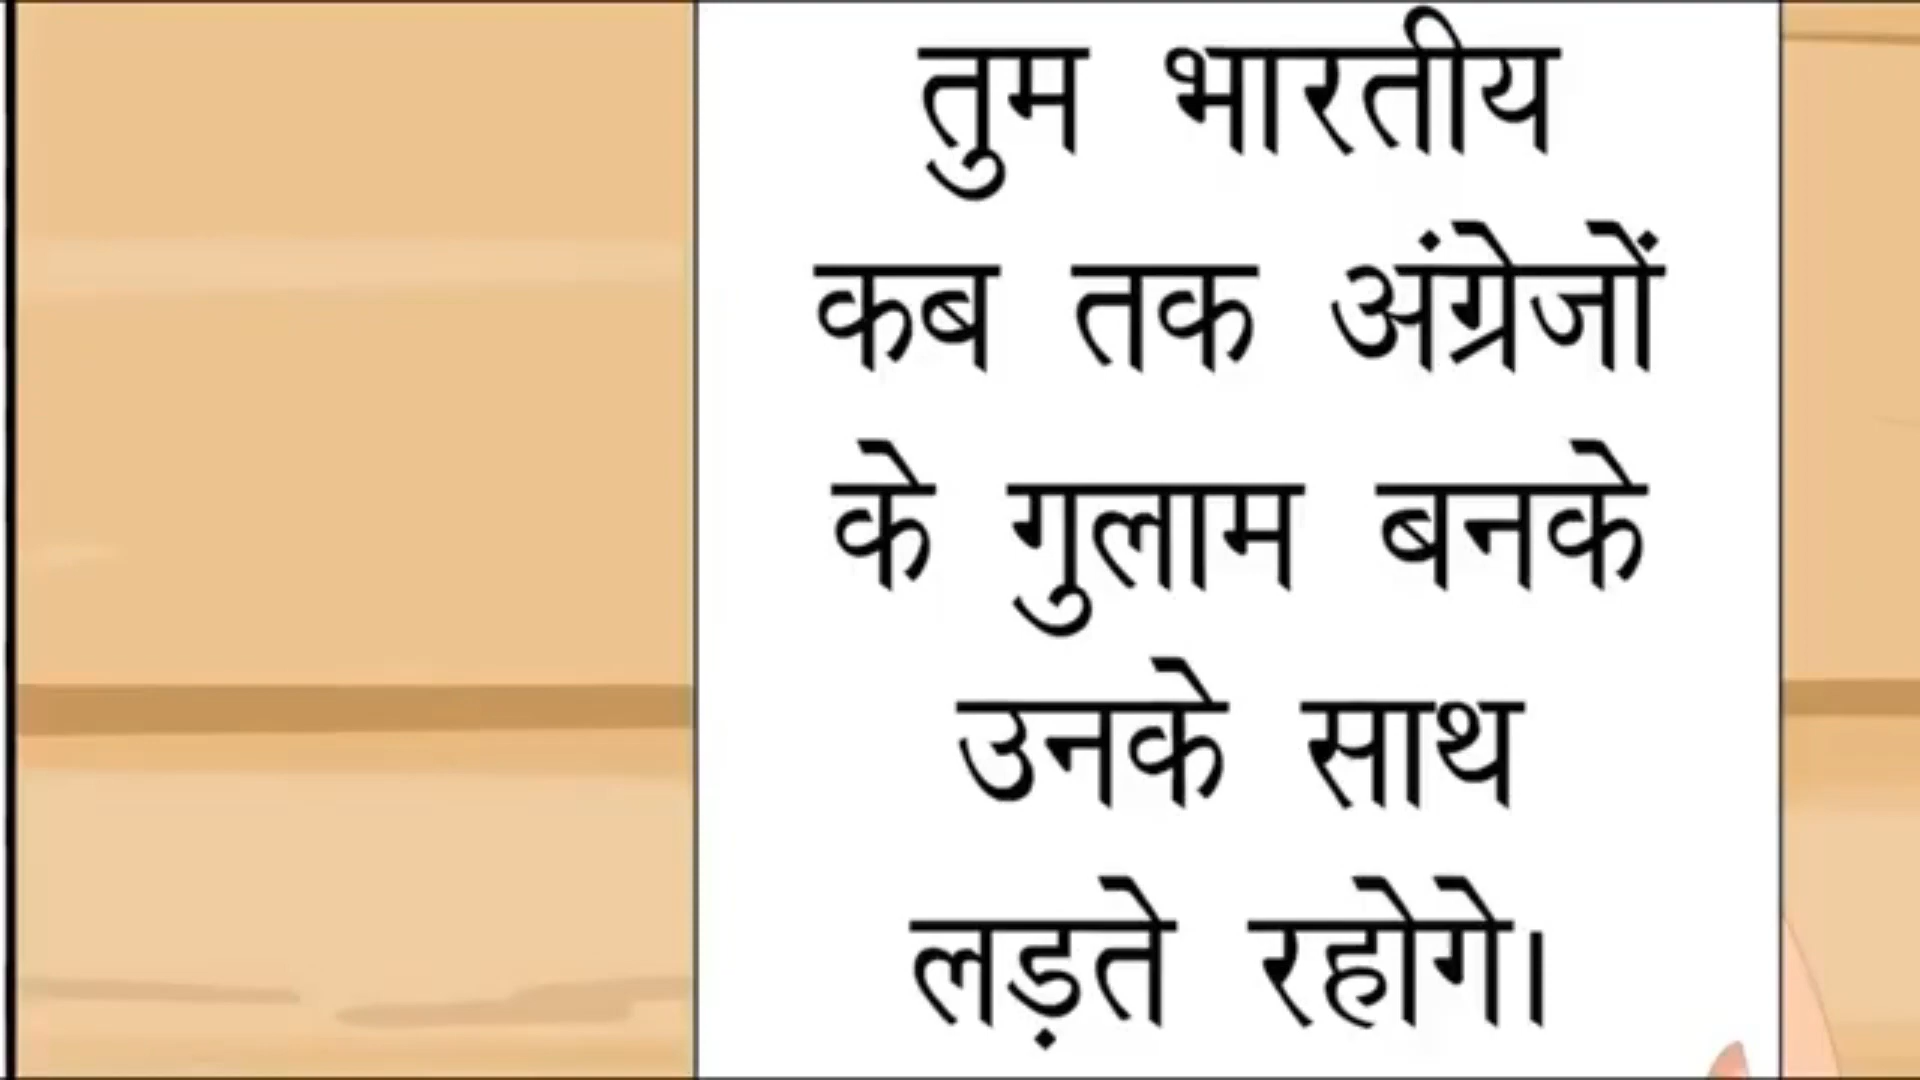 तुम भारतीय
कब तक अंग्रेजों
के गुलाम बनके
उनके साथ
लड़ते रहोगे।